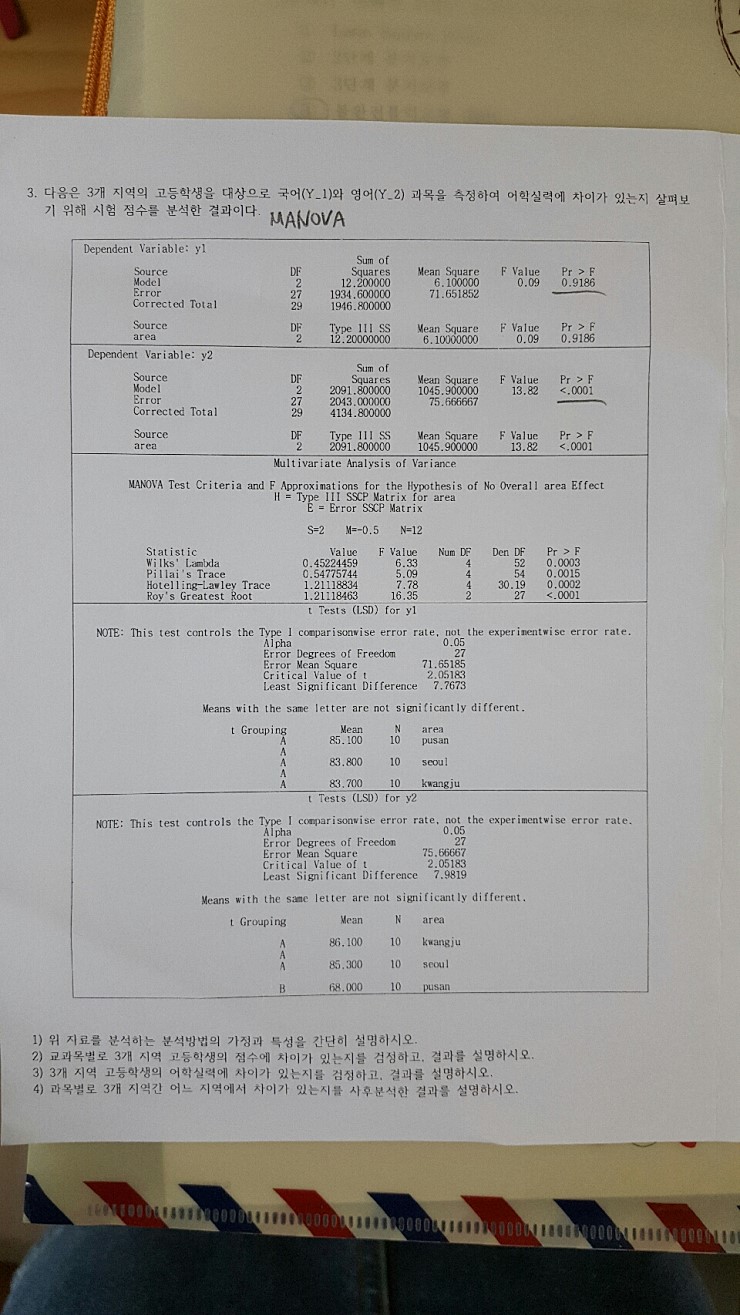 3. 다음은 3개 지역의 고등학생을 대상으로 국어(Y_1)와 영어(Y_2) 과목을 측정하여 어학실력에 차이가 있는지 살펴보
기 위해 시험 점수를 분석한 결과이다. MANOVA
Dependent Variable: y1
Sum of
Source DF Squares Mean Square F Value Pr > F
Model 2 12.200000 6.100000 0.09 0.9186
Error 27 1934.600000 71.651852
Corrected Total 29 1946.800000
Source DF Type III SS Mean Square F Value Pr > F
area 2 12.20000000 6.10000000 0.09 0.9186
Dependent Variable: y2
Sum of
Source DF Squares Mean Square F Value Pr > F
Model 2 2091.800000 1045.900000 13.82 <.0001
Error 27 2043.000000 75.666667
Corrected Total 29 4134.800000
Source DF Type III SS Mean Square F Value Pr > F
area 2 2091.800000 1045.900000 13.82 <.0001
Multivariate Analysis of Variance
MANOVA Test Criteria and F Approximations for the Hypothesis of No Overall area Effect
H = Type III SSCP Matrix for area
E = Error SSCP Matrix
S=2 M=-0.5 N=12
Statistic Value F Value Num DF Den DF Pr > F
Wilks' Lambda 0.45224459 6.33 4 52 0.0003
Pillai's Trace 0.54775744 5.09 4 54 0.0015
Hotelling-Lawley Trace 1.21118834 7.78 4 30.19 0.0002
Roy's Greatest Root 1.21118463 16.35 2 27 <.0001
t Tests (LSD) for y1
NOTE: This test controls the Type I comparisonwise error rate, not the experimentwise error rate.
Alpha 0.05
Error Degrees of Freedom 27
Error Mean Square 71.65185
Critical Value of t 2.05183
Least Significant Difference 7.7673
Means with the same letter are not significantly different.
t Grouping Mean N area
A 85.100 10 pusan
A
A 83.800 10 seoul
A
A 83.700 10 kwangju
t Tests (LSD) for y2
NOTE: This test controls the Type I comparisonwise error rate, not the experimentwise error rate.
Alpha 0.05
Error Degrees of Freedom 27
Error Mean Square 75.66667
Critical Value of t 2.05183
Least Significant Difference 7.9819
Means with the same letter are not significantly different.
t Grouping Mean N area
A 86.100 10 kwangju
A
A 85.300 10 seoul
B 68.000 10 pusan
1) 위 자료를 분석하는 분석방법의 가정과 특성을 간단히 설명하시오.
2) 교과목별로 3개 지역 고등학생의 점수에 차이가 있는지를 검정하고, 결과를 설명하시오.
3) 3개 지역 고등학생의 어학실력에 차이가 있는지를 검정하고, 결과를 설명하시오.
4) 과목별로 3개 지역간 어느 지역에서 차이가 있는지를 사후분석한 결과를 설명하시오.